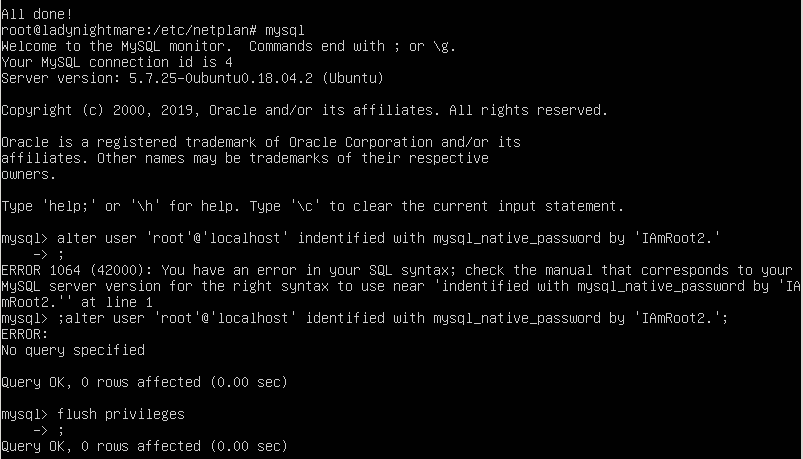 All done!
root@ladynightmare:/etc/netplan# mysql
Welcome to the MySQL monitor.  Commands end with ; or \g.
Your MySQL connection id is 4
Server version: 5.7.25-0ubuntu0.18.04.2 (Ubuntu)
Copyright (c) 2000, 2019, Oracle and/or its affiliates. All rights reserved.
Oracle is a registered trademark of Oracle Corporation and/or its
affiliates. Other names may be trademarks of their respective
owners.
Type 'help;' or '\h' for help. Type '\c' to clear the current input statement.
mysql> alter user 'root'@'localhost' indentified with mysql_native_password by 'IAmRoot2.'
    -> ;
ERROR 1064 (42000): You have an error in your SQL syntax; check the manual that corresponds to your
MySQL server version for the right syntax to use near 'indentified with mysql_native_password by 'IA
mRoot2.'' at line 1
mysql> ;alter user 'root'@'localhost' identified with mysql_native_password by 'IAmRoot2.';
ERROR:
No query specified
Query OK, 0 rows affected (0.00 sec)
mysql> flush privileges
    -> ;
Query OK, 0 rows affected (0.00 sec)